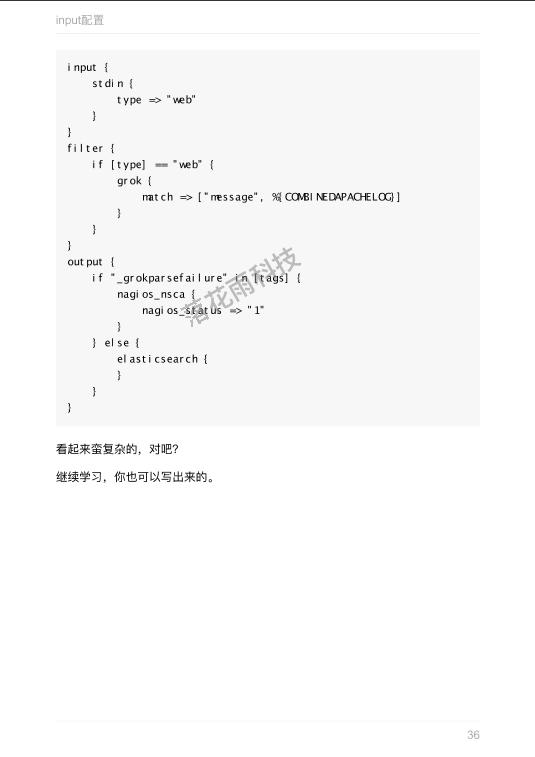 input配置
input {
    stdin {
        type => "web"
    }
}
filter {
    if [type] == "web" {
        grok {
            match => ["message", %{COMBINEDAPACHELOG}]
        }
    }
}
output {
    if "_grokparsefailure" in [tags] {
        nagios_nsca {
            nagios_status => "1"
        }
    } else {
        elasticsearch {
        }
    }
}
落花雨科技
看起来蛮复杂的，对吧？
继续学习，你也可以写出来的。
36